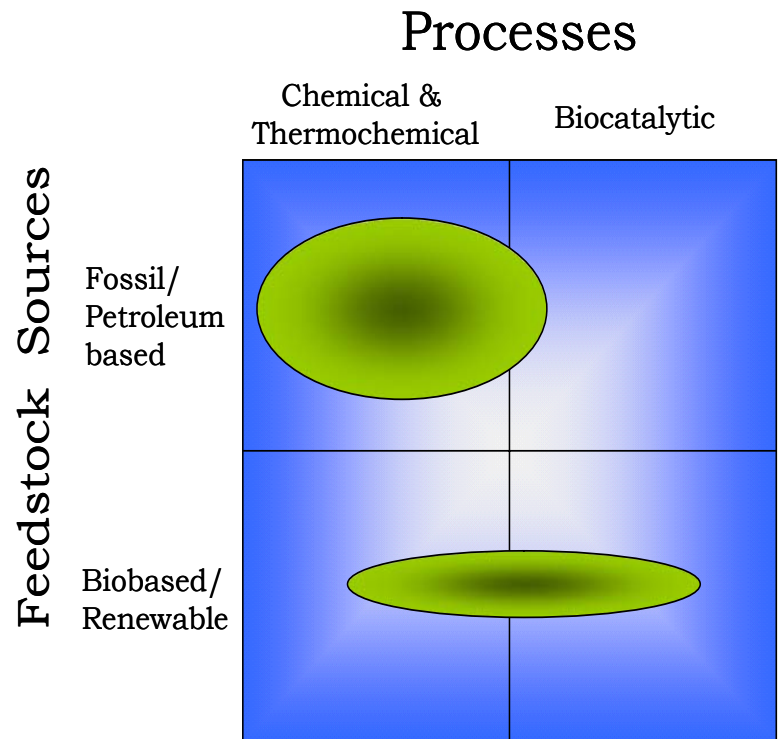 Processes
Chemical &
Thermochemical
Biocatalytic
Feedstock Sources
Fossil/
Petroleum
based
Biobased/
Renewable